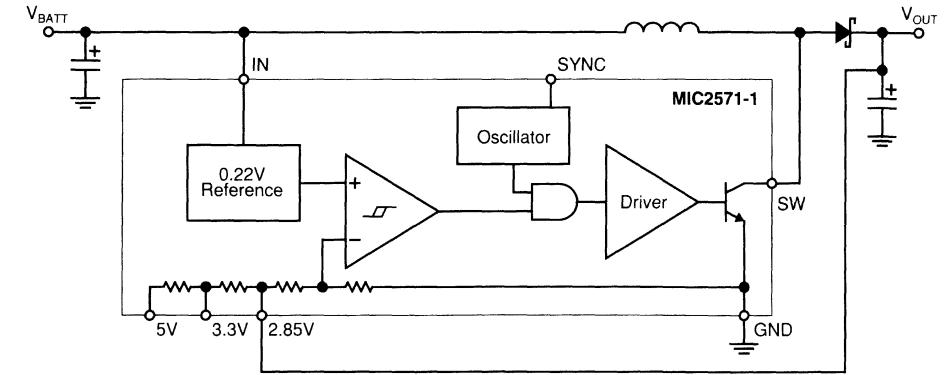 VBATT
VOUT
IN
SYNC
MIC2571-1
Oscillator
0.22V
Reference
+
−
Driver
SW
5V
3.3V
2.85V
GND
+
+